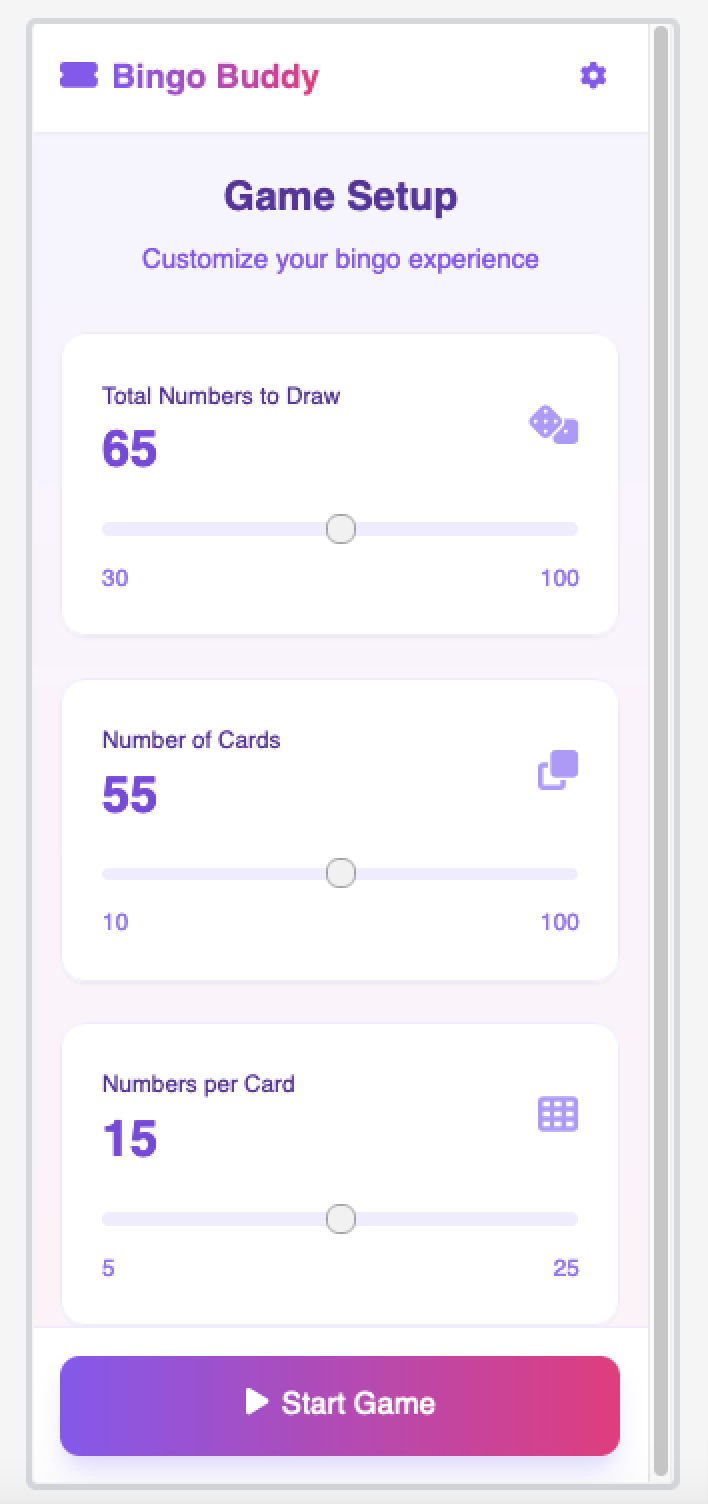 Bingo Buddy
Game Setup
Customize your bingo experience
Total Numbers to Draw
65
30 100
Number of Cards
55
10 100
Numbers per Card
15
5 25
Start Game